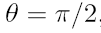 θ = π/2,